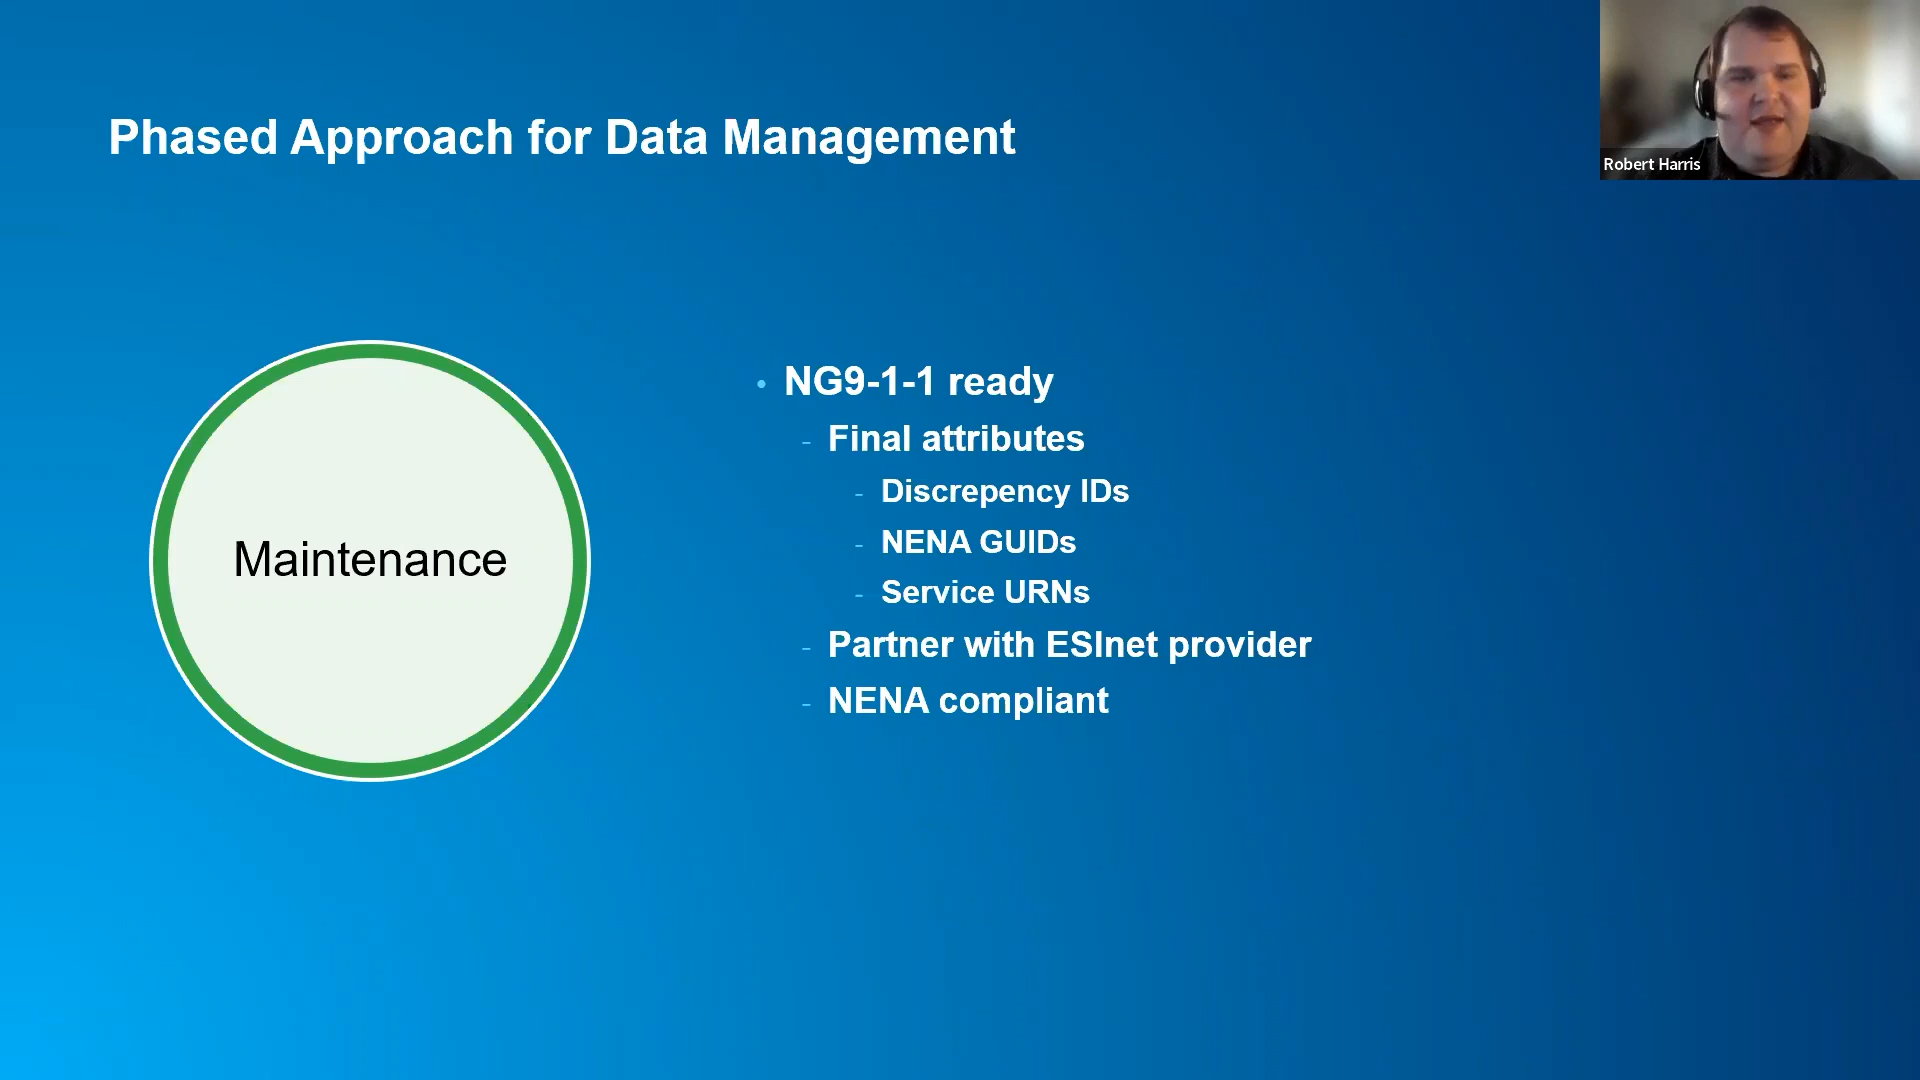 Phased Approach for Data Management
Robert Harris
Maintenance
• NG9-1-1 ready
- Final attributes
- Discrepency IDs
- NENA GUIDs
- Service URNs
- Partner with ESInet provider
- NENA compliant